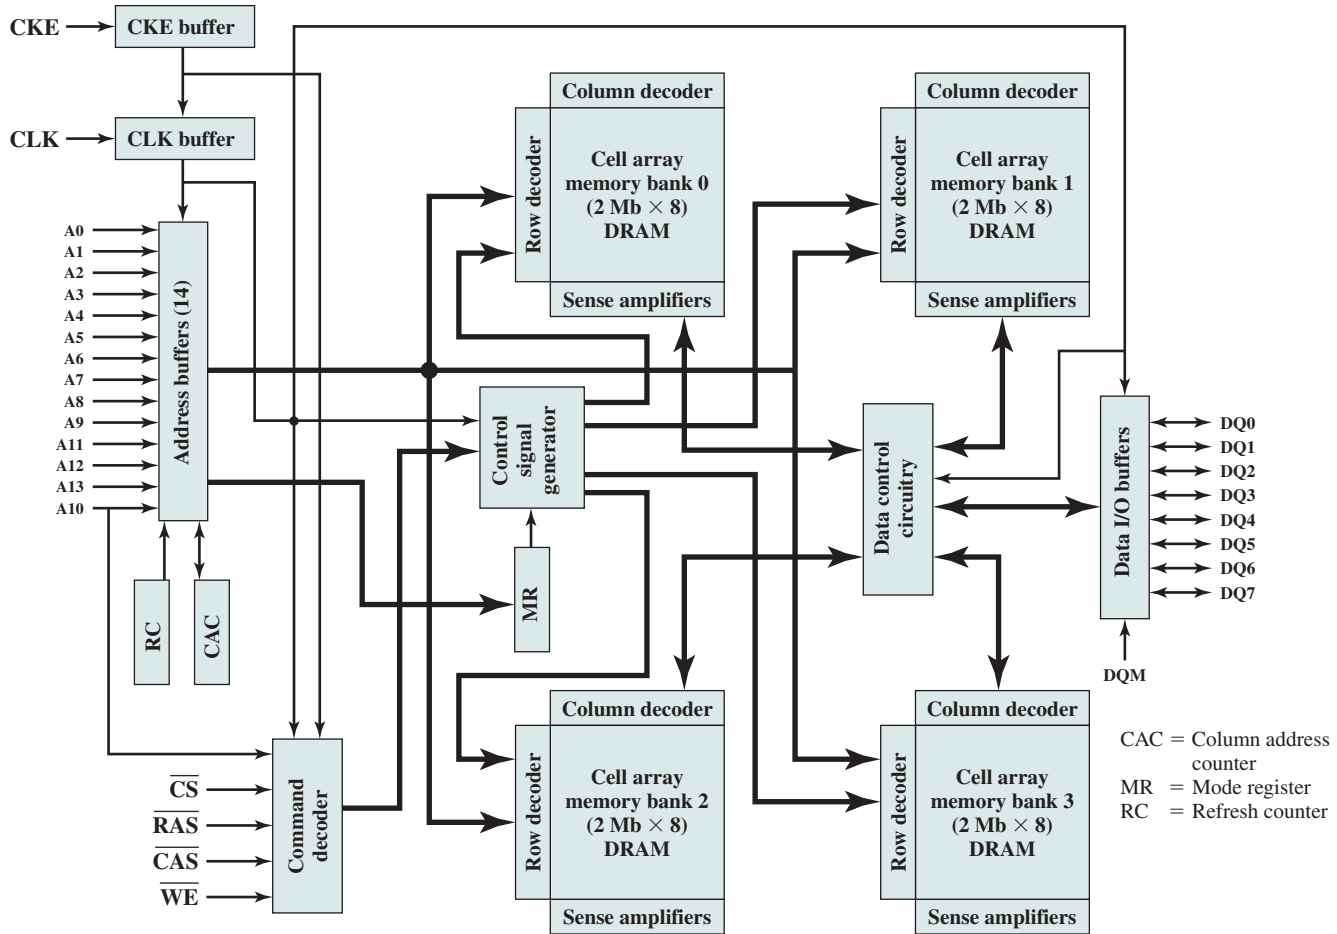 CKE
CKE buffer
CLK
CLK buffer
A0
A1
A2
A3
A4
A5
A6
A7
A8
A9
A11
A12
A13
A10
Address buffers (14)
RC
CAC
Column decoder
Row decoder
Cell array
memory bank 0
(2 Mb × 8)
DRAM
Sense amplifiers
Column decoder
Row decoder
Cell array
memory bank 1
(2 Mb × 8)
DRAM
Sense amplifiers
Control
signal
generator
MR
Data control
circuitry
Data I/O buffers
DQ0
DQ1
DQ2
DQ3
DQ4
DQ5
DQ6
DQ7
DQM
C̅S̅
R̅A̅S̅
C̅A̅S̅
W̅E̅
Command
decoder
Column decoder
Row decoder
Cell array
memory bank 2
(2 Mb × 8)
DRAM
Sense amplifiers
Column decoder
Row decoder
Cell array
memory bank 3
(2 Mb × 8)
DRAM
Sense amplifiers
CAC = Column address
counter
MR = Mode register
RC = Refresh counter